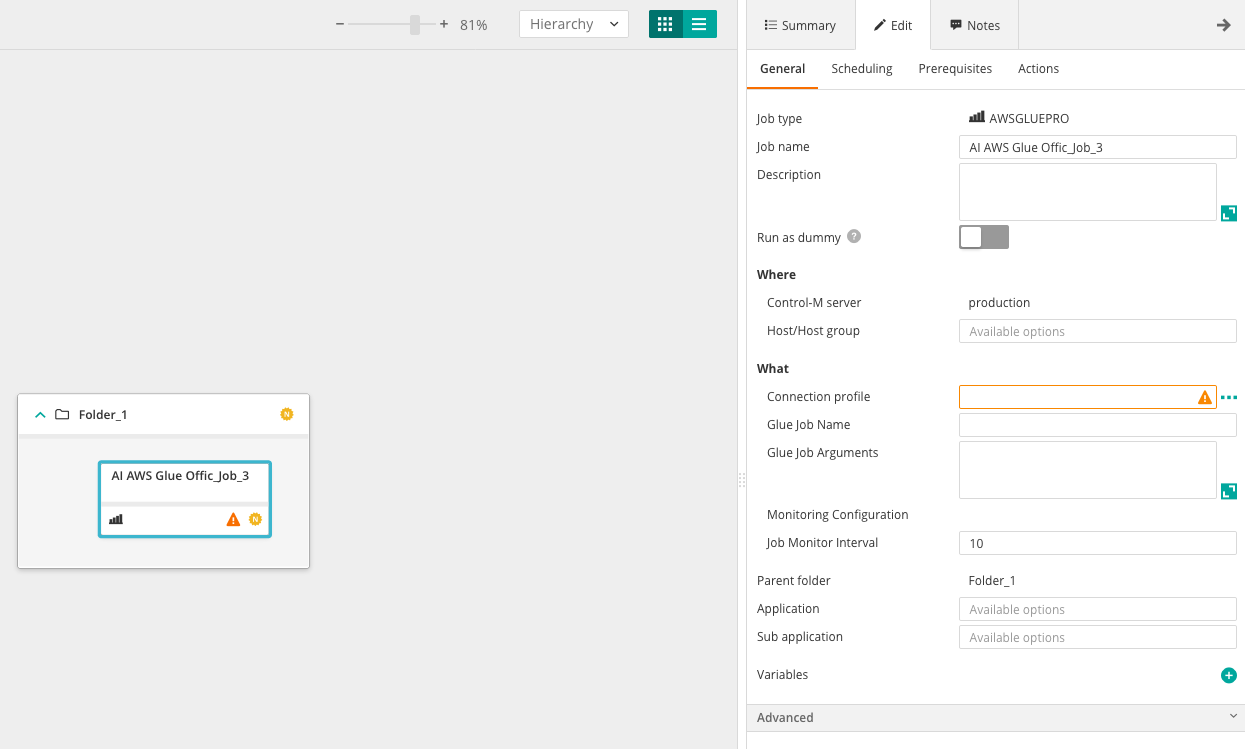 81%
Hierarchy
Summary
Edit
Notes
General
Scheduling
Prerequisites
Actions
Job type
AWSGLUEPRO
Job name
AI AWS Glue Offic_Job_3
Description
Run as dummy ?
Where
Control-M server
production
Host/Host group
Available options
What
Connection profile
Glue Job Name
Glue Job Arguments
Monitoring Configuration
Job Monitor Interval
10
Parent folder
Folder_1
Application
Available options
Sub application
Available options
Variables
Advanced
Folder_1
N
AI AWS Glue Offic_Job_3
N